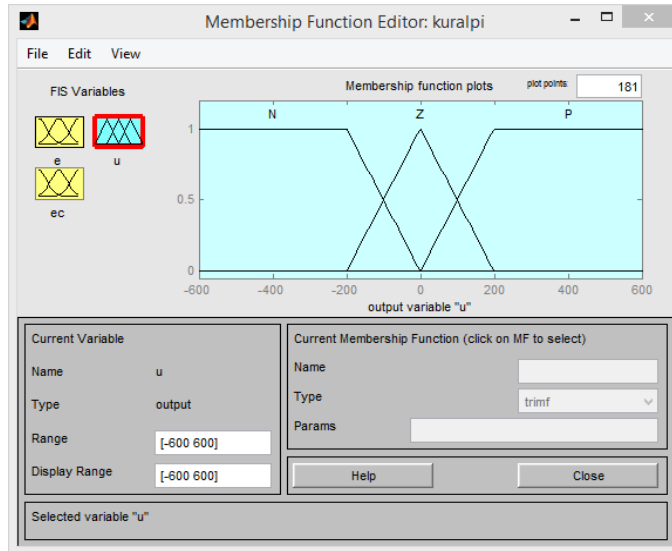 Membership Function Editor: kuralpi
File Edit View
FIS Variables
e
u
ec
Membership function plots
plot points:
181
N Z P
1
0.5
0
-600 -400 -200 0 200 400 600
output variable "u"
Current Variable
Name u
Type output
Range [-600 600]
Display Range [-600 600]
Current Membership Function (click on MF to select)
Name
Type trimf
Params
Help Close
Selected variable "u"